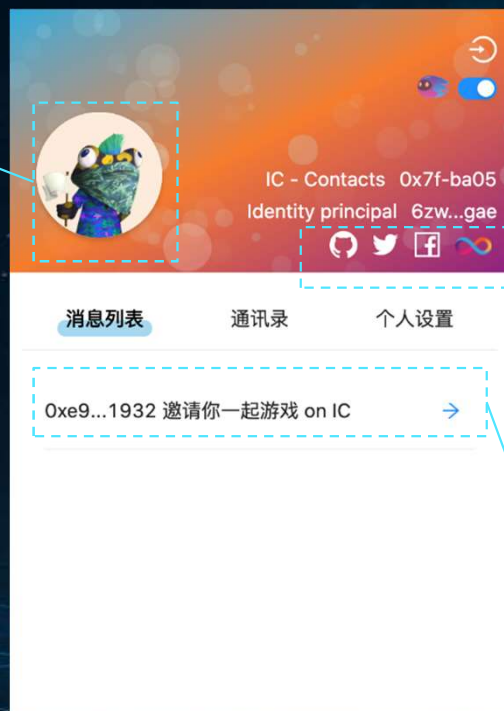 IC - Contacts 0x7f-ba05
Identity principal 6zw...gae
消息列表 通讯录 个人设置
0xe9...1932 邀请你一起游戏 on IC